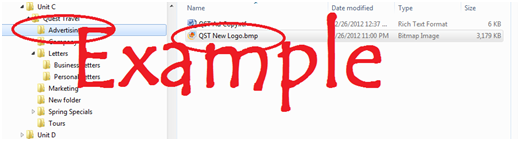 Unit C
Quest Travel
Advertising
Letters
Business Letters
Personal Letters
Marketing
New folder
Spring Specials
Tours
Unit D
Date modified Type Size
QST Ad Copy.rtf 2/26/2012 12:37 ... Rich Text Format 6 KB
QST New Logo.bmp 2/26/2012 11:00 PM Bitmap Image 3,179 KB
Example